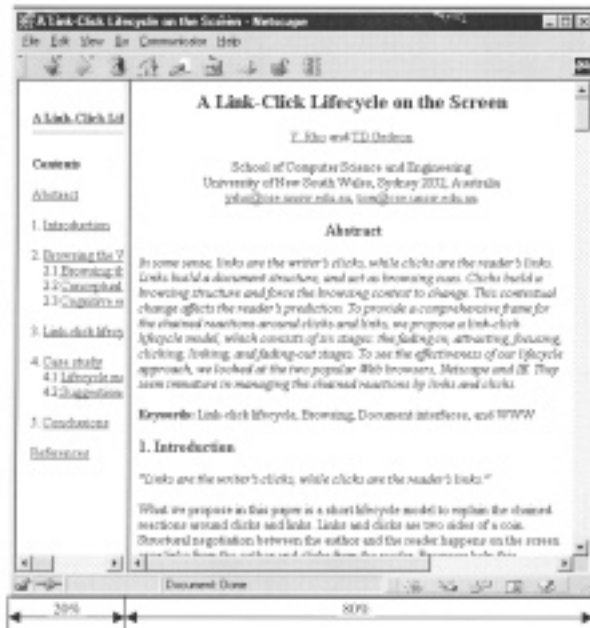 A Link-Click Lifecycle on the Screen - Netscape
File Edit View Go Communicator Help
A Link-Click Lif
Contents
Abstract
1. Introduction
2. Browsing the W
2.1 Browsing th
2.2 Conceptual
2.3 Cognitive
3. Link-click lifecy
4. Case study
4.1 Lifecycle
4.2 Suggestions
5. Conclusions
References
A Link-Click Lifecycle on the Screen
Y. Rho and T.D. Gedeon
School of Computer Science and Engineering
University of New South Wales, Sydney 2052, Australia
Abstract
In some sense, links are the writer's clicks, while clicks are the reader's links.
Links build a document structure, and act as browsing cues. Clicks build a
browsing structure and force the browsing context to change. This contextual
change affects the reader's prediction. To provide a comprehensive frame for
the chained reactions around clicks and links, we propose a link-click
lifecycle model, which consists of six stages: the fading-in, attracting, focusing,
clicking, linking, and fading-out stages. To see the effectiveness of our lifecycle
approach, we looked at the two popular Web browsers, Netscape and IE. They
seem immature in managing the chained reactions by links and clicks.
Keywords: Link-click lifecycle, Browsing, Document interfaces, and WWW
1. Introduction
"Links are the writer's clicks, while clicks are the reader's links."
What we propose in this paper is a short lifecycle model to explain the chained
reactions around clicks and links. Links and clicks are two sides of a coin.
Structural negotiation between the author and the reader happens on the screen
Document: Done
20%
80%